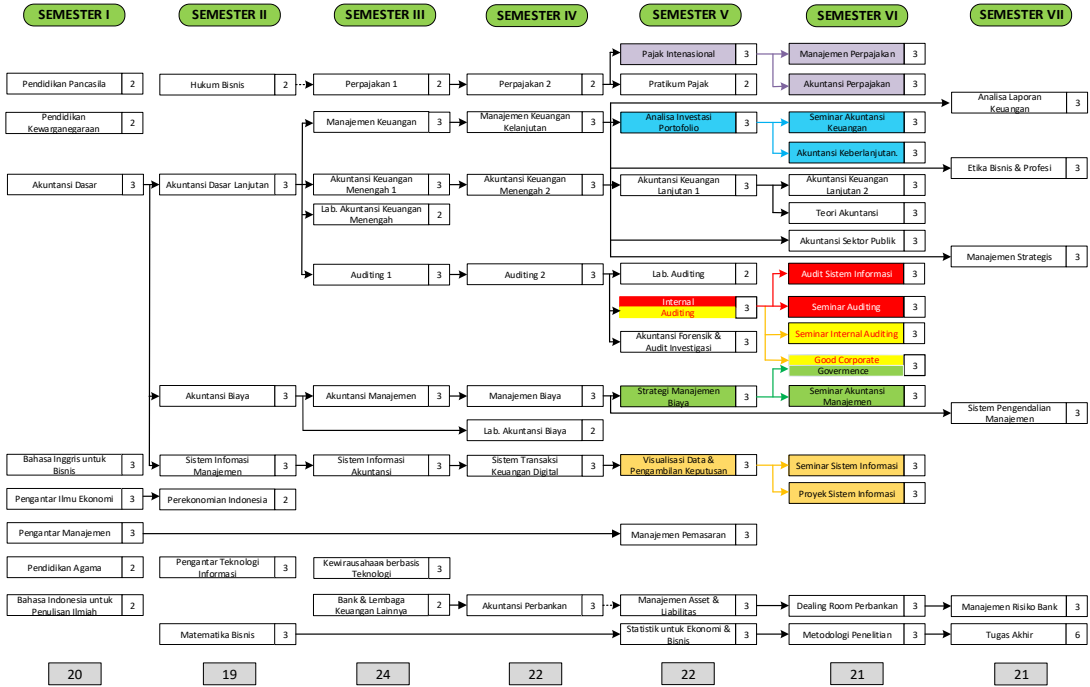 SEMESTER I
SEMESTER II
SEMESTER III
SEMESTER IV
SEMESTER V
SEMESTER VI
SEMESTER VII
Pendidikan Pancasila 2
Pendidikan
Kewarganegaraan 2
Akuntansi Dasar 3
Bahasa Inggris untuk
Bisnis 3
Pengantar Ilmu Ekonomi 3
Pengantar Manajemen 3
Pendidikan Agama 2
Bahasa Indonesia untuk
Penulisan Ilmiah 2
20
Hukum Bisnis 2
Akuntansi Dasar Lanjutan 3
Akuntansi Biaya 3
Sistem Infomasi
Manajemen 3
Perekonomian Indonesia 2
Pengantar Teknologi
Informasi 3
Matematika Bisnis 3
19
Perpajakan 1 2
Manajemen Keuangan 3
Akuntansi Keuangan
Menengah 1 3
Lab. Akuntansi Keuangan
Menengah 2
Auditing 1 3
Akuntansi Manajemen 3
Sistem Informasi
Akuntansi 3
Kewirausahaan berbasis
Teknologi 3
Bank & Lembaga
Keuangan Lainnya 2
24
Perpajakan 2 2
Manajemen Keuangan
Kelanjutan 3
Akuntansi Keuangan
Menengah 2 3
Auditing 2 3
Manajemen Biaya 3
Lab. Akuntansi Biaya 2
Sistem Transaksi
Keuangan Digital 3
Akuntansi Perbankan 3
22
Pajak Intenasional 3
Pratikum Pajak 2
Analisa Investasi
Portofolio 3
Akuntansi Keuangan
Lanjutan 1 3
Lab. Auditing 2
Internal
Auditing 3
Akuntansi Forensik &
Audit Investigasi 3
Strategi Manajemen
Biaya 3
Visualisasi Data &
Pengambilan Keputusan 3
Manajemen Pemasaran 3
Manajemen Asset &
Liabilitas 3
Statistik untuk Ekonomi &
Bisnis 3
22
Manajemen Perpajakan 3
Akuntansi Perpajakan 3
Seminar Akuntansi
Keuangan 3
Akuntansi Keberlanjutan. 3
Akuntansi Keuangan
Lanjutan 2 3
Teori Akuntansi 3
Akuntansi Sektor Publik 3
Audit Sistem Informasi 3
Seminar Auditing 3
Seminar Internal Auditing 3
Good Corporate
Govermence 3
Seminar Akuntansi
Manajemen 3
Seminar Sistem Informasi 3
Proyek Sistem Informasi 3
Dealing Room Perbankan 3
Metodologi Penelitian 3
21
Analisa Laporan
Keuangan 3
Etika Bisnis & Profesi 3
Manajemen Strategis 3
Sistem Pengendalian
Manajemen 3
Manajemen Risiko Bank 3
Tugas Akhir 6
21